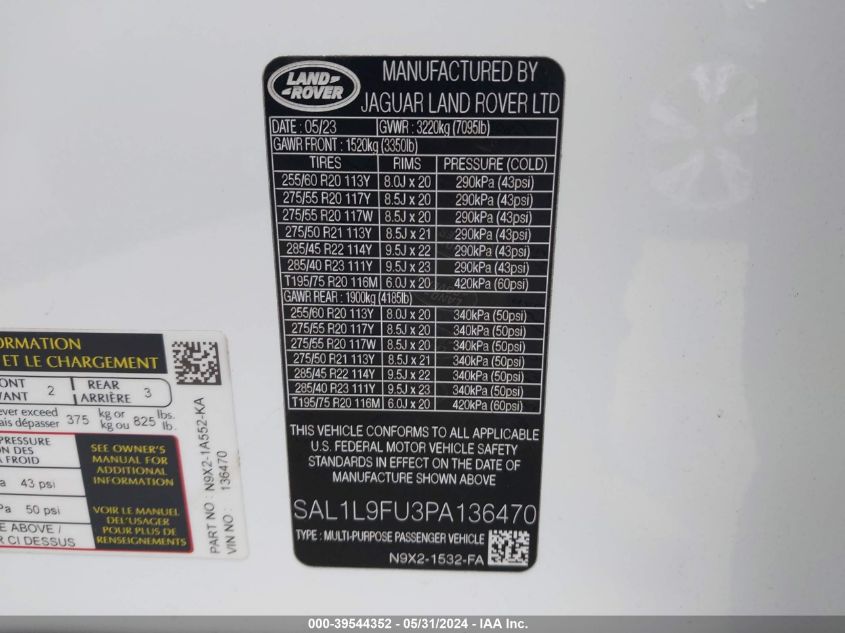 LAND-
-ROVER
MANUFACTURED BY
JAGUAR LAND ROVER LTD
DATE : 05/23 GVWR : 3220kg (7095lb)
GAWR FRONT : 1520kg (3350lb)
TIRES RIMS PRESSURE (COLD)
255/60 R20 113Y 8.0J x 20 290kPa (43psi)
275/55 R20 117Y 8.5J x 20 290kPa (43psi)
275/55 R20 117W 8.5J x 20 290kPa (43psi)
275/50 R21 113Y 8.5J x 21 290kPa (43psi)
285/45 R22 114Y 9.5J x 22 290kPa (43psi)
285/40 R23 111Y 9.5J x 23 290kPa (43psi)
T195/75 R20 116M 6.0J x 20 420kPa (60psi)
GAWR REAR : 1900kg (4185lb)
255/60 R20 113Y 8.0J x 20 340kPa (50psi)
275/55 R20 117Y 8.5J x 20 340kPa (50psi)
275/55 R20 117W 8.5J x 20 340kPa (50psi)
275/50 R21 113Y 8.5J x 21 340kPa (50psi)
285/45 R22 114Y 9.5J x 22 340kPa (50psi)
285/40 R23 111Y 9.5J x 23 340kPa (50psi)
T195/75 R20 116M 6.0J x 20 420kPa (60psi)
THIS VEHICLE CONFORMS TO ALL APPLICABLE
U.S. FEDERAL MOTOR VEHICLE SAFETY
STANDARDS IN EFFECT ON THE DATE OF
MANUFACTURE SHOWN ABOVE
SAL1L9FU3PA136470
TYPE : MULTI-PURPOSE PASSENGER VEHICLE
N9X2-1532-FA
ORMATION
ET LE CHARGEMENT
ONT 2 REAR 3
VANT ARRIÈRE
ever exceed 375 kg or 825 lbs.
ais dépasser kg ou lb.
PRESSURE
ON DES
A FROID
a 43 psi
Pa 50 psi
E ABOVE /
R CI DESSUS
SEE OWNER'S
MANUAL FOR
ADDITIONAL
INFORMATION
VOIR LE MANUEL
DEL'USAGER
POUR PLUS DE
RENSEIGNEMENTS
PART NO : N9X2-1A552-KA
VIN NO : 136470
000-39544352 - 05/31/2024 - IAA Inc.